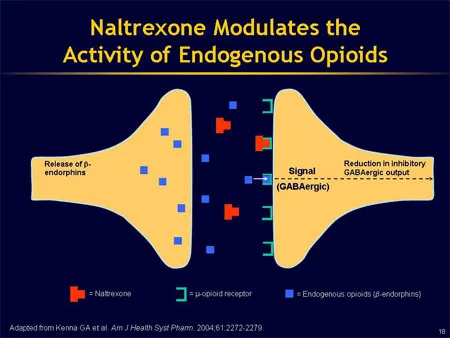 Naltrexone Modulates the
Activity of Endogenous Opioids
Release of β-
endorphins
Signal
(GABAergic)
Reduction in inhibitory
GABAergic output
= Naltrexone
= μ-opioid receptor
= Endogenous opioids (β-endorphins)
Adapted from Kenna GA et al. Am J Health Syst Pharm. 2004;61:2272-2279.
18